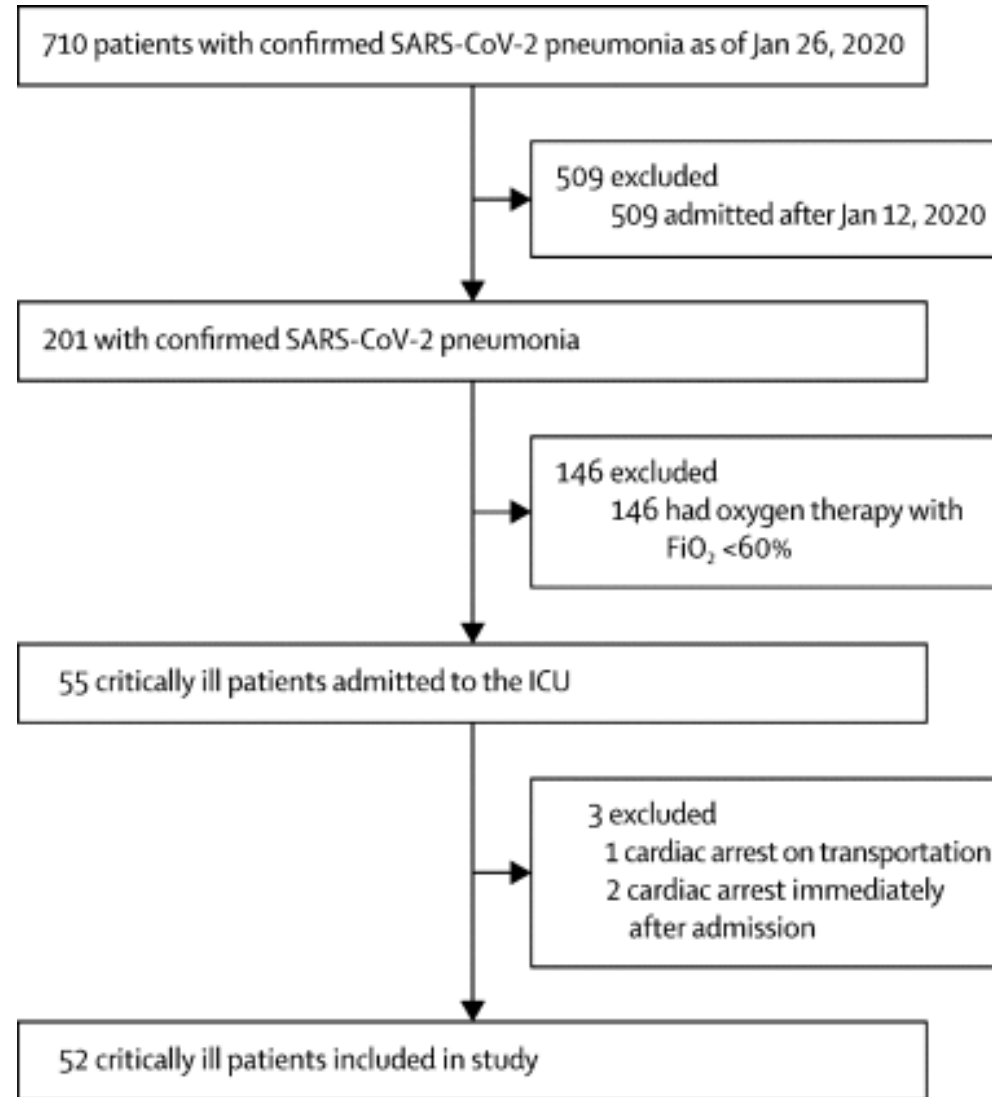 710 patients with confirmed SARS-CoV-2 pneumonia as of Jan 26, 2020
509 excluded
509 admitted after Jan 12, 2020
201 with confirmed SARS-CoV-2 pneumonia
146 excluded
146 had oxygen therapy with
FiO₂ <60%
55 critically ill patients admitted to the ICU
3 excluded
1 cardiac arrest on transportation
2 cardiac arrest immediately
after admission
52 critically ill patients included in study